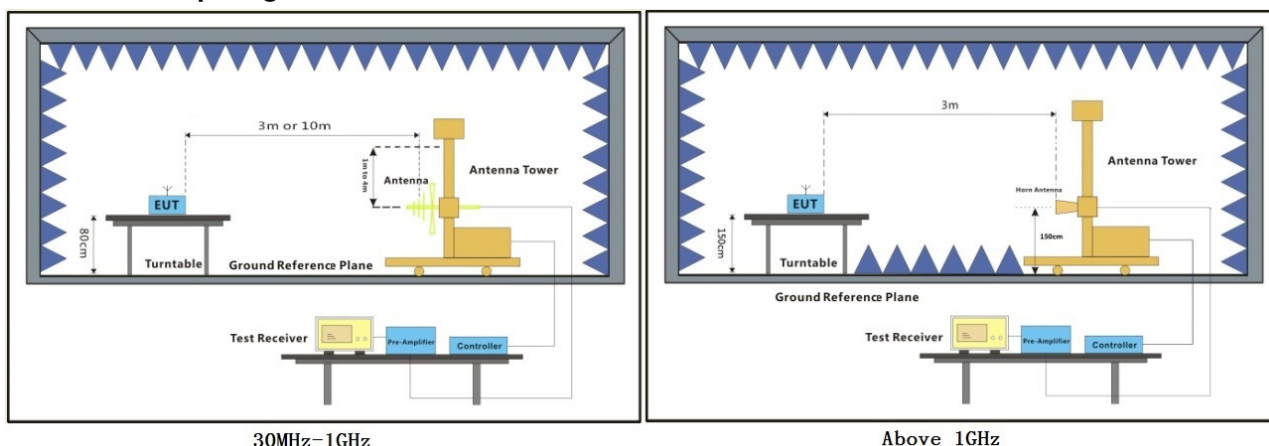 3m or 10m
1m to 4m
Antenna
Antenna Tower
EUT
80cm
Turntable
Ground Reference Plane
Test Receiver
Pre-Amplifier
Controller
30MHz-1GHz
3m
Antenna Tower
Horn Antenna
EUT
150cm
150cm
Turntable
Ground Reference Plane
Test Receiver
Pre-Amplifier
Controller
Above 1GHz